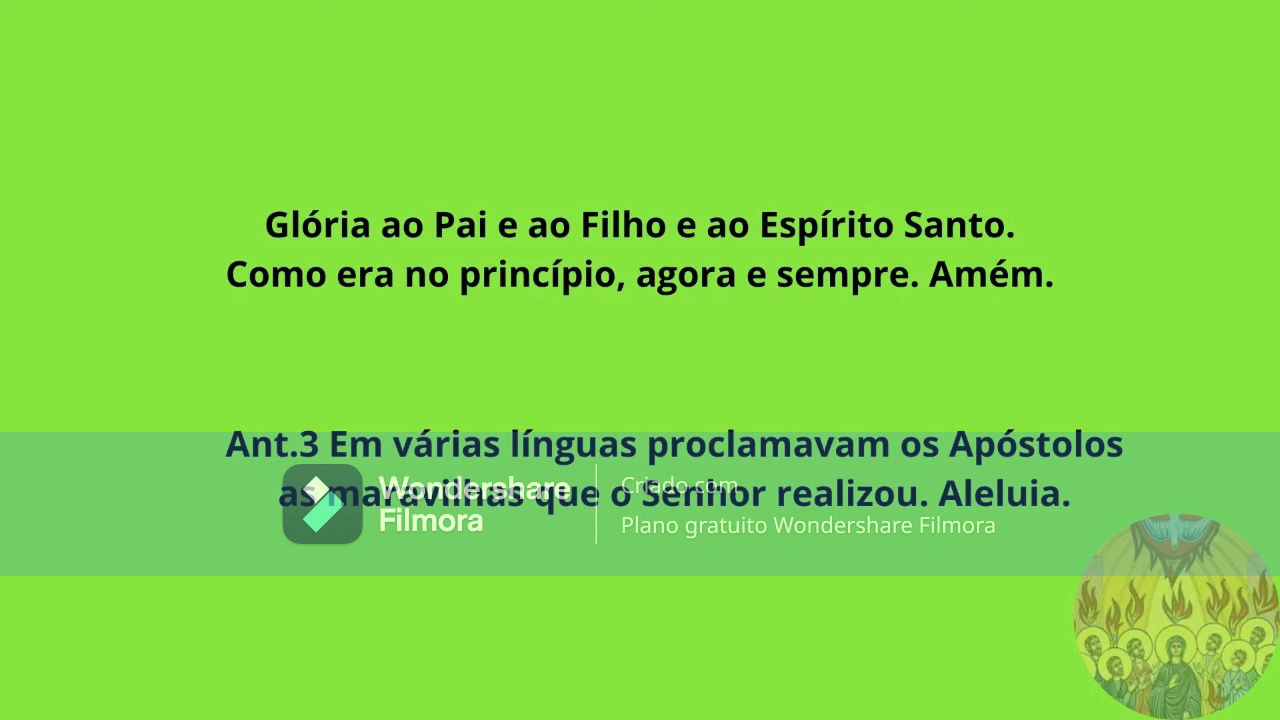 Glória ao Pai e ao Filho e ao Espírito Santo.
Como era no princípio, agora e sempre. Amém.
Ant.3 Em várias línguas proclamavam os Apóstolos
as maravilhas que o Senhor realizou. Aleluia.
Wondershare
Filmora
Criado com
Plano gratuito Wondershare Filmora